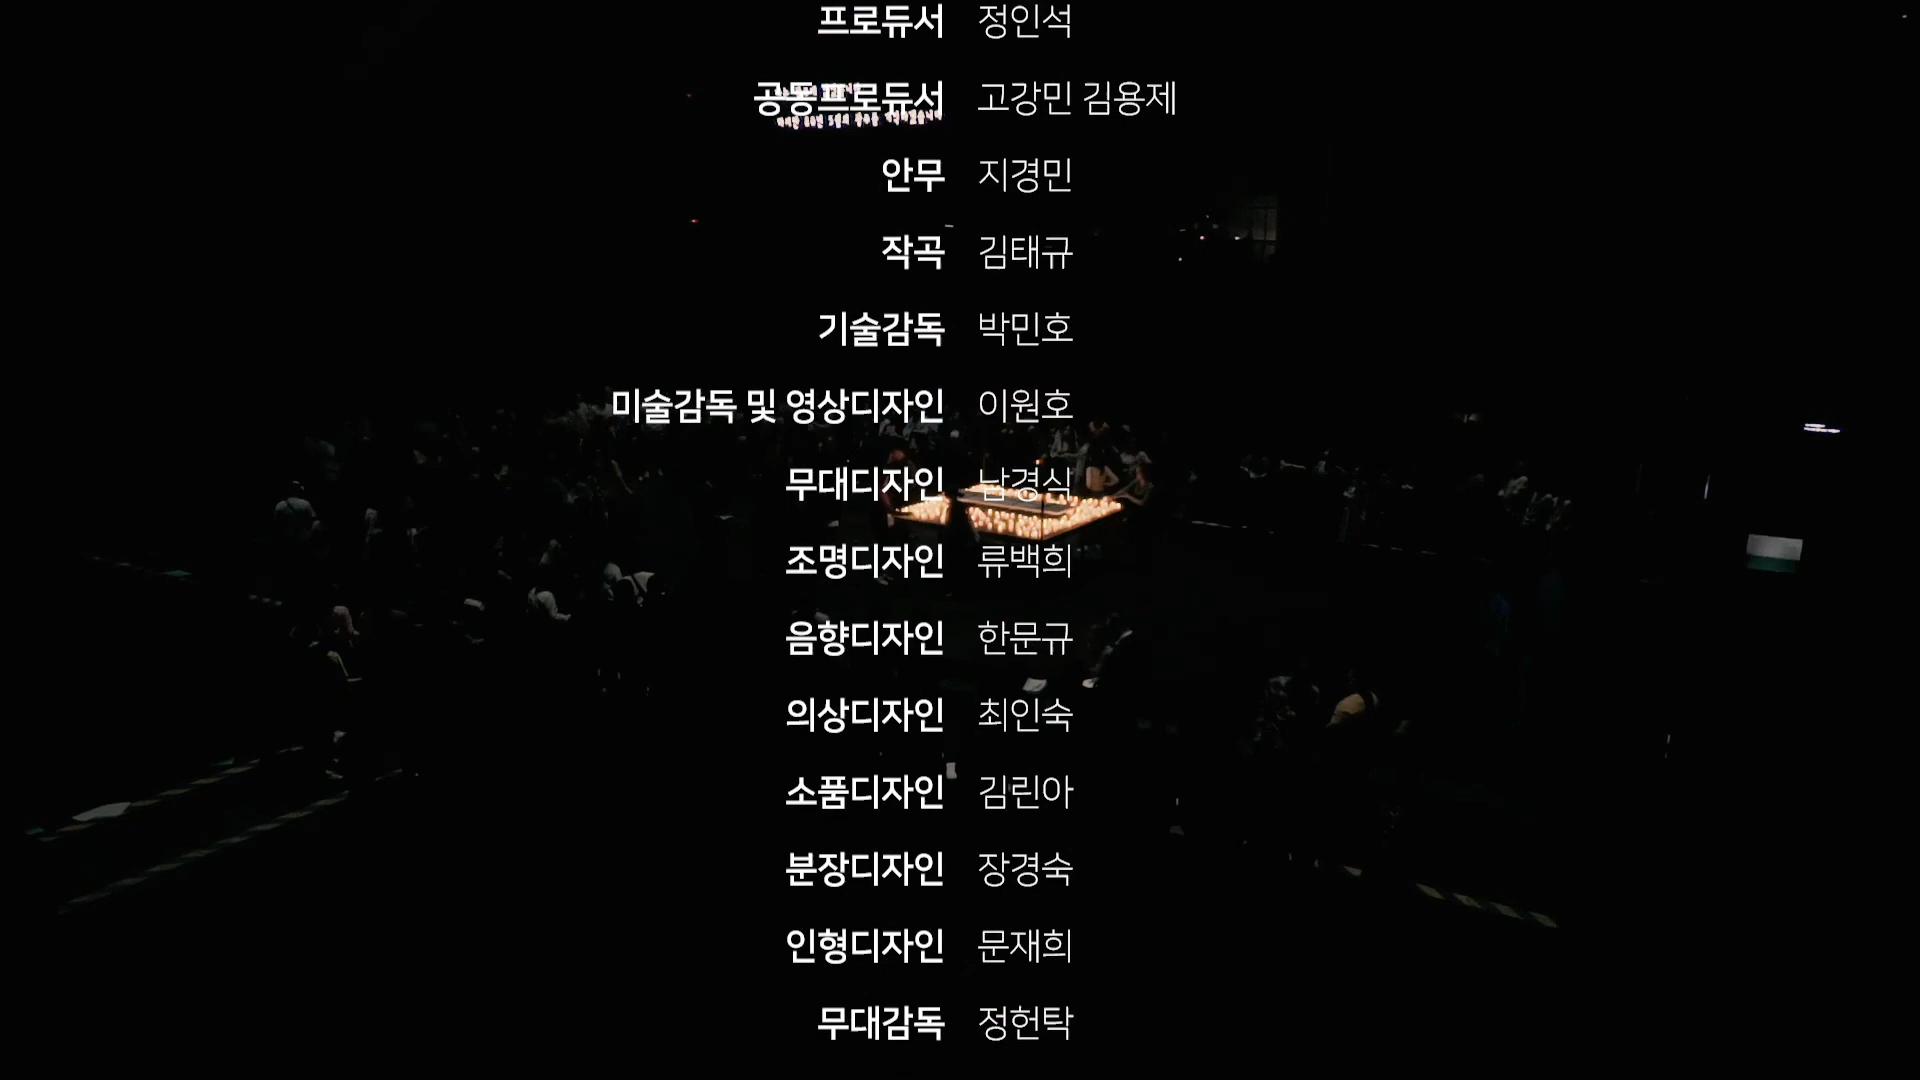 프로듀서 정인석
공동프로듀서 고강민 김용제
안무 지경민
작곡 김태규
기술감독 박민호
미술감독 및 영상디자인 이원호
무대디자인 남경식
조명디자인 류백희
음향디자인 한문규
의상디자인 최인숙
소품디자인 김린아
분장디자인 장경숙
인형디자인 문재희
무대감독 정헌탁